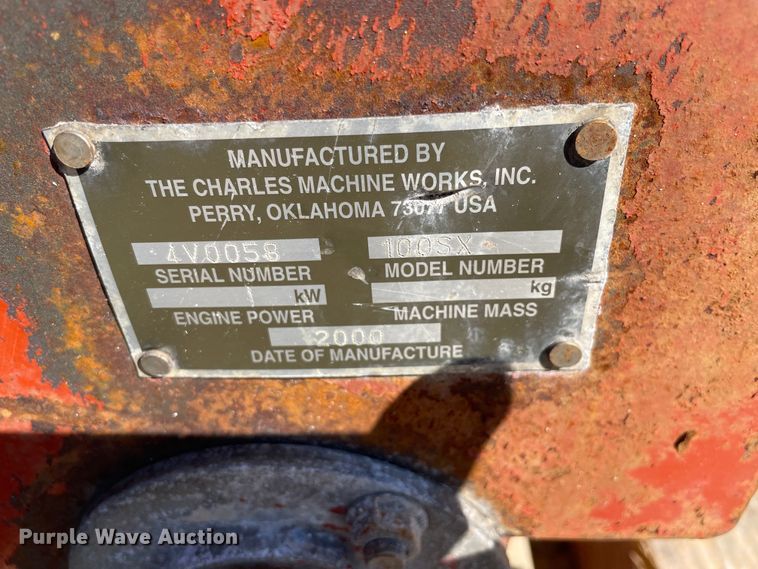 MANUFACTURED BY
THE CHARLES MACHINE WORKS, INC.
PERRY, OKLAHOMA 73077 USA
4V0058 100SX
SERIAL NUMBER MODEL NUMBER
kW kg
ENGINE POWER MACHINE MASS
2000
DATE OF MANUFACTURE
Purple Wave Auction®